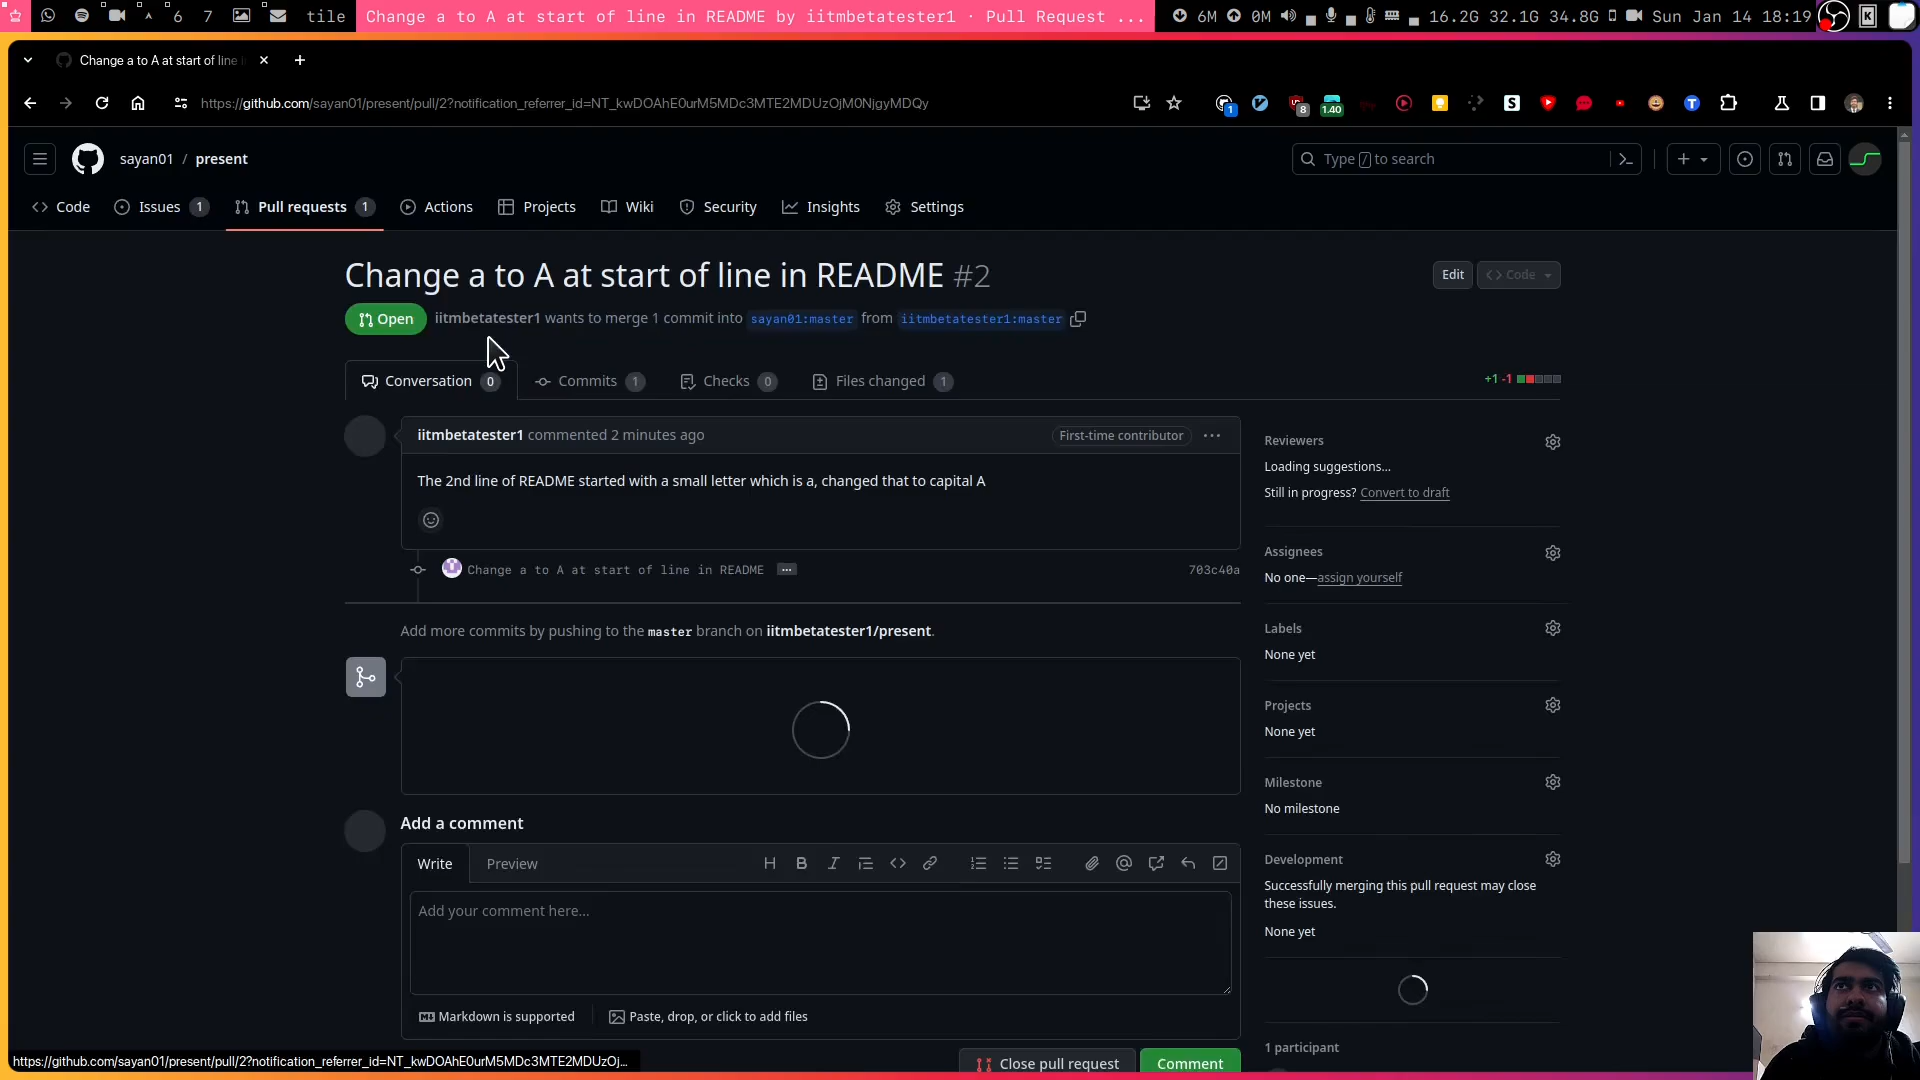 6 7 tile Change a to A at start of line in README by iitmbetatester1 · Pull Request ... 6M 0M 16.2G 32.1G 34.8G Sun Jan 14 18:19 K
Change a to A at start of line i
https://github.com/sayan01/present/pull/2?notification_referrer_id=NT_kwDOAhE0urM5MDc3MTE2MDUzOjM0NjgyMDQy
1 8 1.40 S T
sayan01 / present
Type / to search
Code Issues 1 Pull requests 1 Actions Projects Wiki Security Insights Settings
Change a to A at start of line in README #2
Edit Code
Open iitmbetatester1 wants to merge 1 commit into sayan01:master from iitmbetatester1:master
Conversation 0 Commits 1 Checks 0 Files changed 1
+1 -1
iitmbetatester1 commented 2 minutes ago First-time contributor ...
The 2nd line of README started with a small letter which is a, changed that to capital A
Change a to A at start of line in README ... 703c40a
Add more commits by pushing to the master branch on iitmbetatester1/present.
Add a comment
Write Preview
H B I
Add your comment here...
Markdown is supported Paste, drop, or click to add files
Close pull request Comment
Reviewers
Loading suggestions...
Still in progress? Convert to draft
Assignees
No one—assign yourself
Labels
None yet
Projects
None yet
Milestone
No milestone
Development
Successfully merging this pull request may close
these issues.
None yet
1 participant
https://github.com/sayan01/present/pull/2?notification_referrer_id=NT_kwDOAhE0urM5MDc3MTE2MDUzOj...